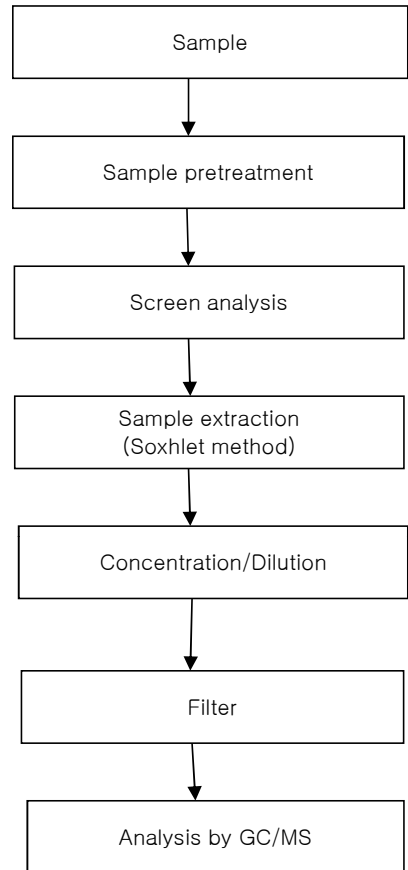 Sample
Sample pretreatment
Screen analysis
Sample extraction
(Soxhlet method)
Concentration/Dilution
Filter
Analysis by GC/MS